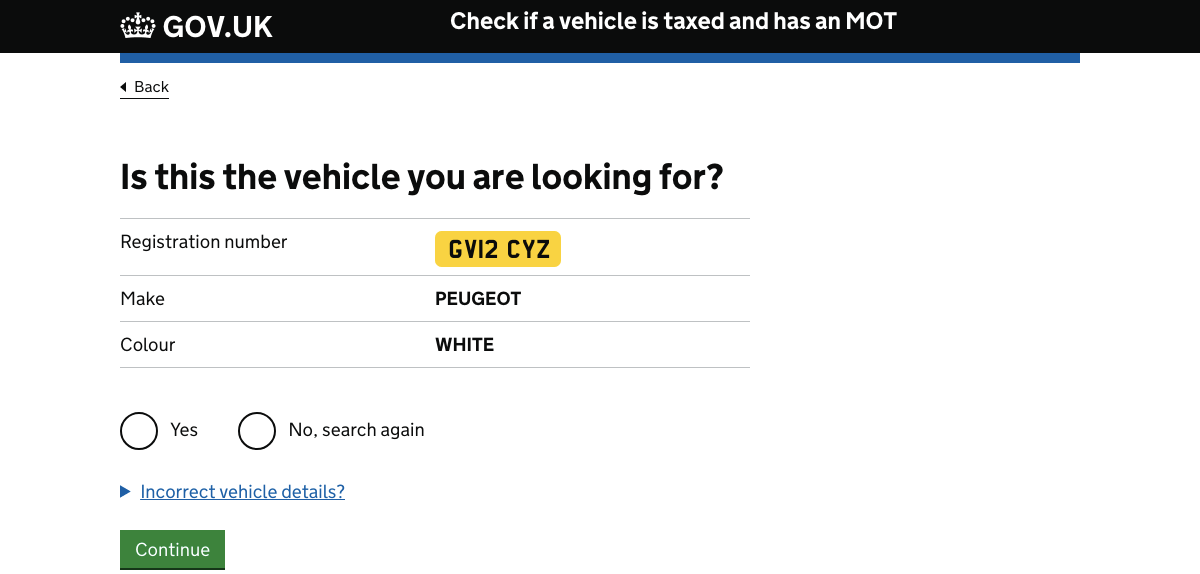 GOV.UK
Check if a vehicle is taxed and has an MOT
Back
Is this the vehicle you are looking for?
Registration number GV12 CYZ
Make PEUGEOT
Colour WHITE
Yes No, search again
Incorrect vehicle details?
Continue